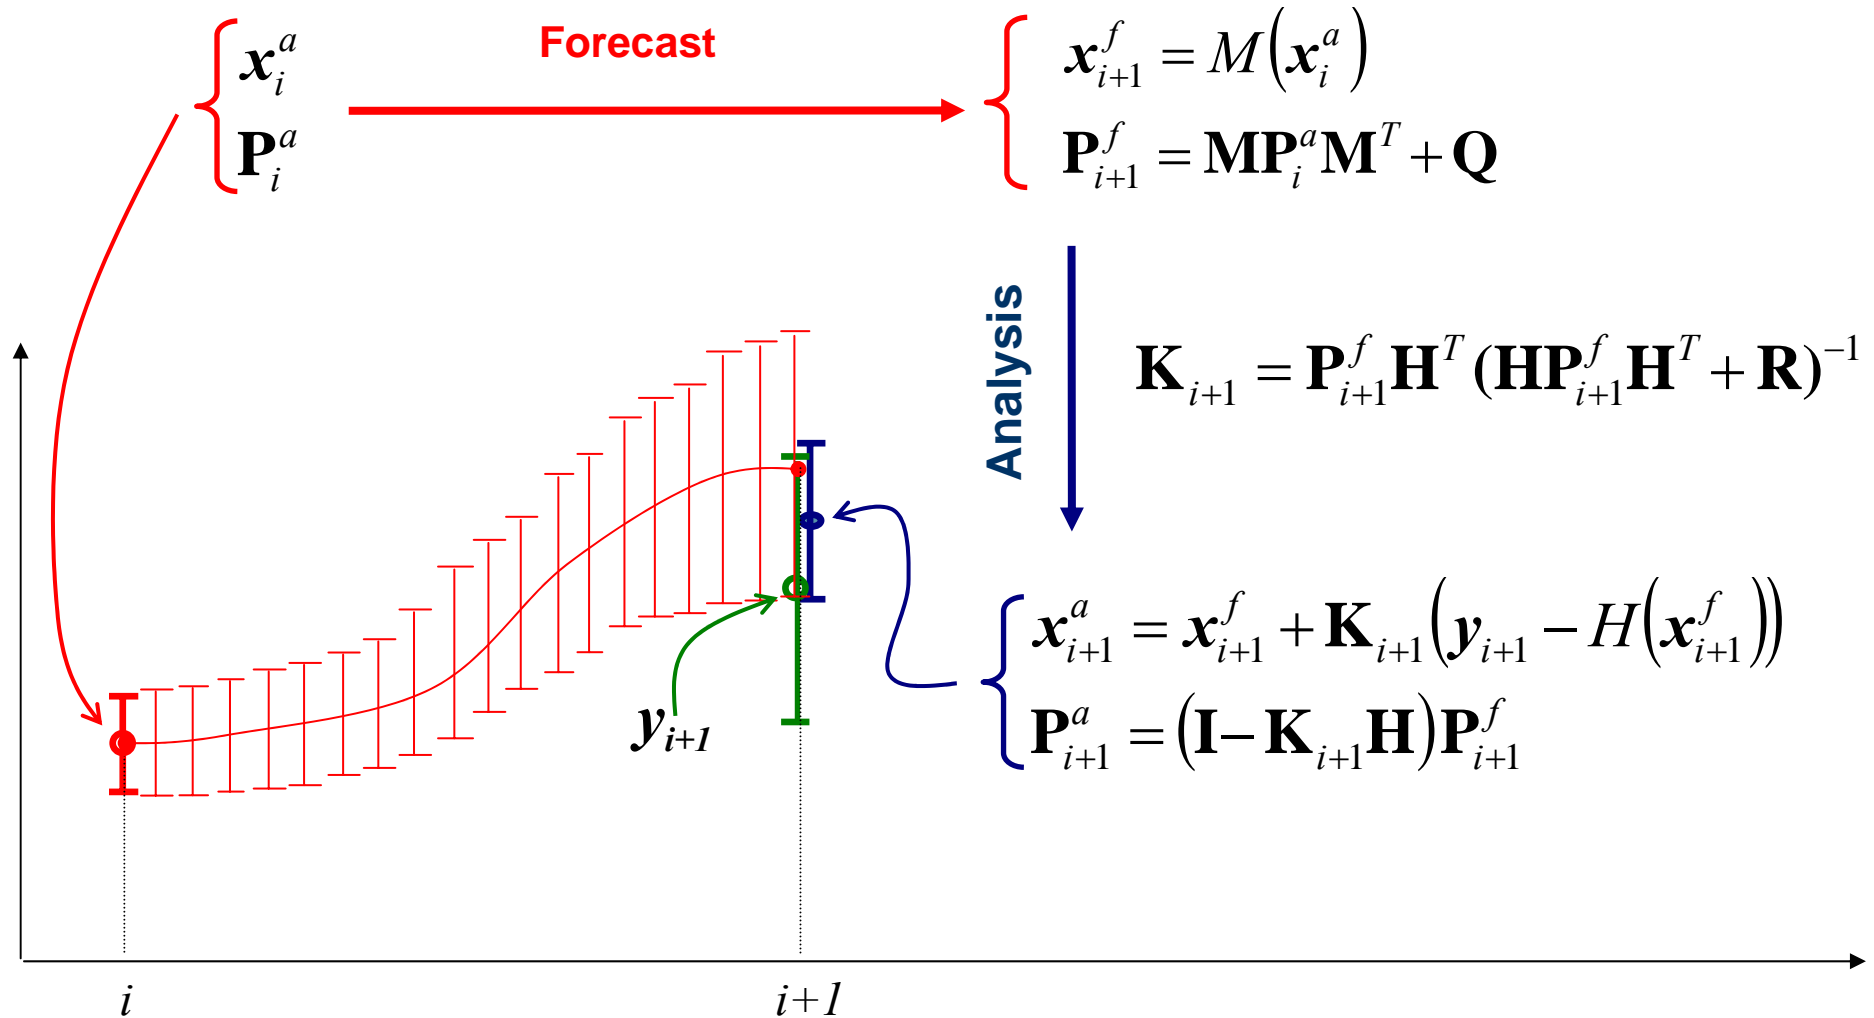 x_i^a
P_i^a
Forecast
x_{i+1}^f = M(x_i^a)
P_{i+1}^f = MP_i^aM^T + Q
Analysis
K_{i+1} = P_{i+1}^f H^T (HP_{i+1}^f H^T + R)^{-1}
x_{i+1}^a = x_{i+1}^f + K_{i+1}(y_{i+1} − H(x_{i+1}^f))
P_{i+1}^a = (I − K_{i+1}H)P_{i+1}^f
y_{i+1}
i
i+1